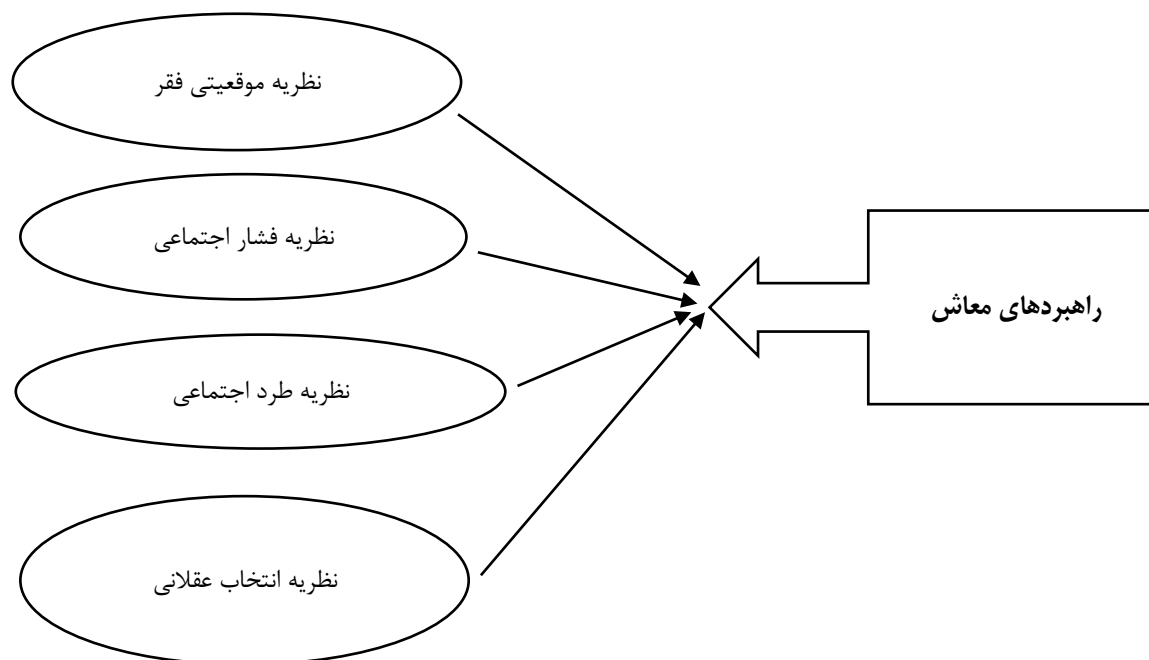 نظریه موقعیتی فقر
نظریه فشار اجتماعی
راهبردهای معاش
نظریه طرد اجتماعی
نظریه انتخاب عقلانی